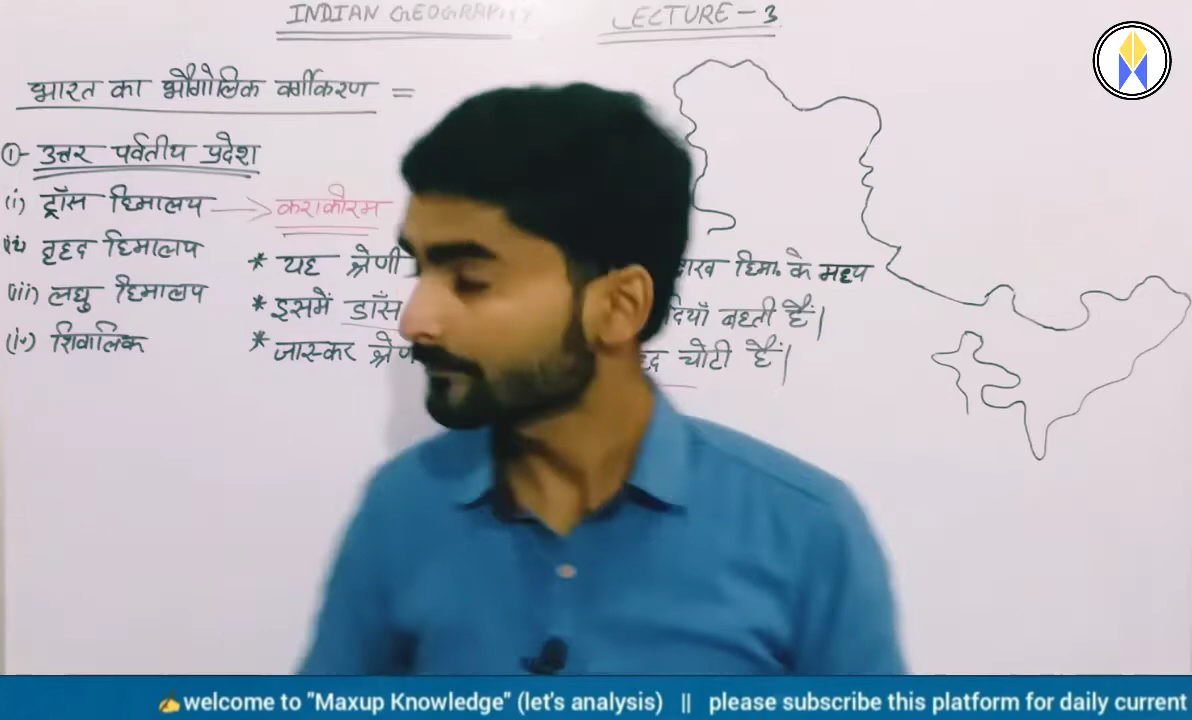 INDIAN GEOGRAPHY LECTURE-3
भारत का भौगोलिक वर्गीकरण =
①- उत्तर पर्वतीय प्रदेश
(i) ट्रॉस हिमालय → काराकोरम
(ii) वृहद हिमालय
(iii) लघु हिमालय
(iv) शिवालिक
* यह श्रेणी हिमा. के मध्य
* इसमें डॉस बहती हैं|
* जास्कर चोटी हैं|
✍welcome to "Maxup Knowledge" (let's analysis) || please subscribe this platform for daily current